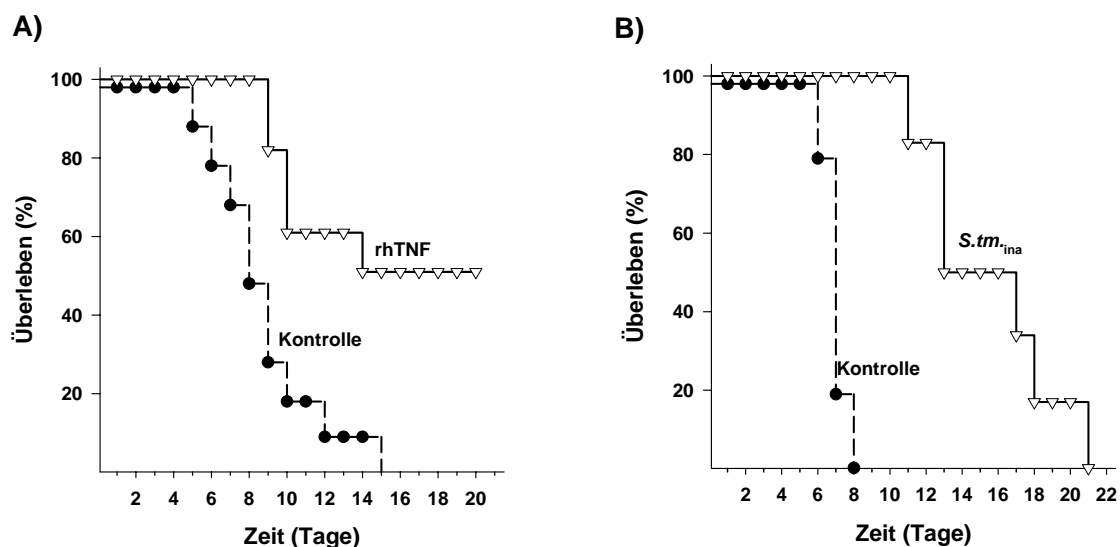 A)
Überleben (%)
100
80
60
40
20
rhTNF
Kontrolle
2 4 6 8 10 12 14 16 18 20
Zeit (Tage)
B)
Überleben (%)
100
80
60
40
20
S.tm.ina
Kontrolle
2 4 6 8 10 12 14 16 18 20 22
Zeit (Tage)